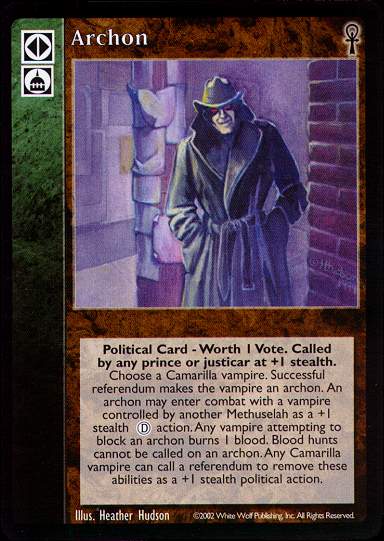 Archon
Political Card - Worth 1 Vote. Called
by any prince or justicar at +1 stealth.
Choose a Camarilla vampire. Successful
referendum makes the vampire an archon. An
archon may enter combat with a vampire
controlled by another Methuselah as a +1
stealth Ⓓ action. Any vampire attempting to
block an archon burns 1 blood. Blood hunts
cannot be called on an archon. Any Camarilla
vampire can call a referendum to remove these
abilities as a +1 stealth political action.
Illus. Heather Hudson ©2002 White Wolf Publishing, Inc. All Rights Reserved.